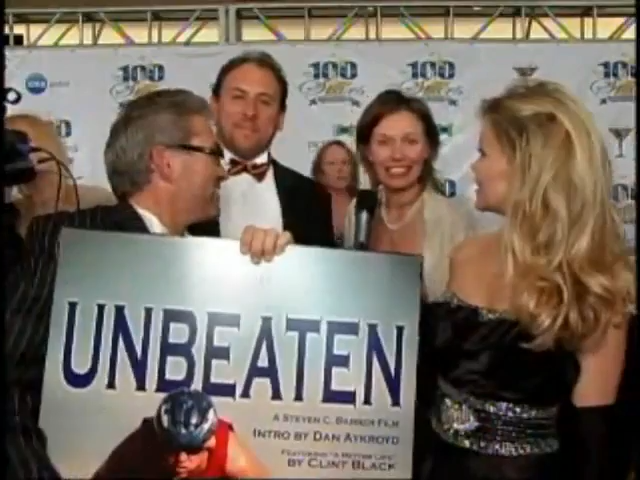 100
100
100
UNBEATEN
A STEVEN C. BARBER FILM
INTRO BY DAN AYKROYD
FEATURING "A BETTER LIFE"
BY CLINT BLACK